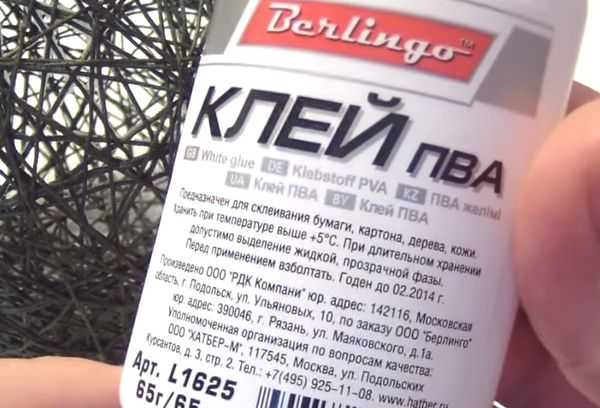 Berlingo™
КЛЕЙ ПВА
GB White glue DE Klebstoff PVA
UA Клей ПВА BY Клей ПВА KZ ПВА желімі
Предназначен для склеивания бумаги, картона, дерева, кожи.
Хранить при температуре выше +5°С. При длительном хранении
допустимо выделение жидкой, прозрачной фазы.
Перед применением взболтать. Годен до 02.2014 г.
Произведено ООО "РДК Компани" юр. адрес: 142116, Московская
область, г. Подольск, ул. Ульяновых, 10, по заказу ООО "Берлинго"
юр. адрес: 390046, г. Рязань, ул. Маяковского, д.1а.
Уполномоченная организация по вопросам качества:
ООО "ХАТБЕР-М", 117545, Москва, ул. Подольских
Курсантов, д. 3, стр. 2. Тел.: +7(495) 925-11-08. www.hatber.ru
Арт. L1625
65г/65